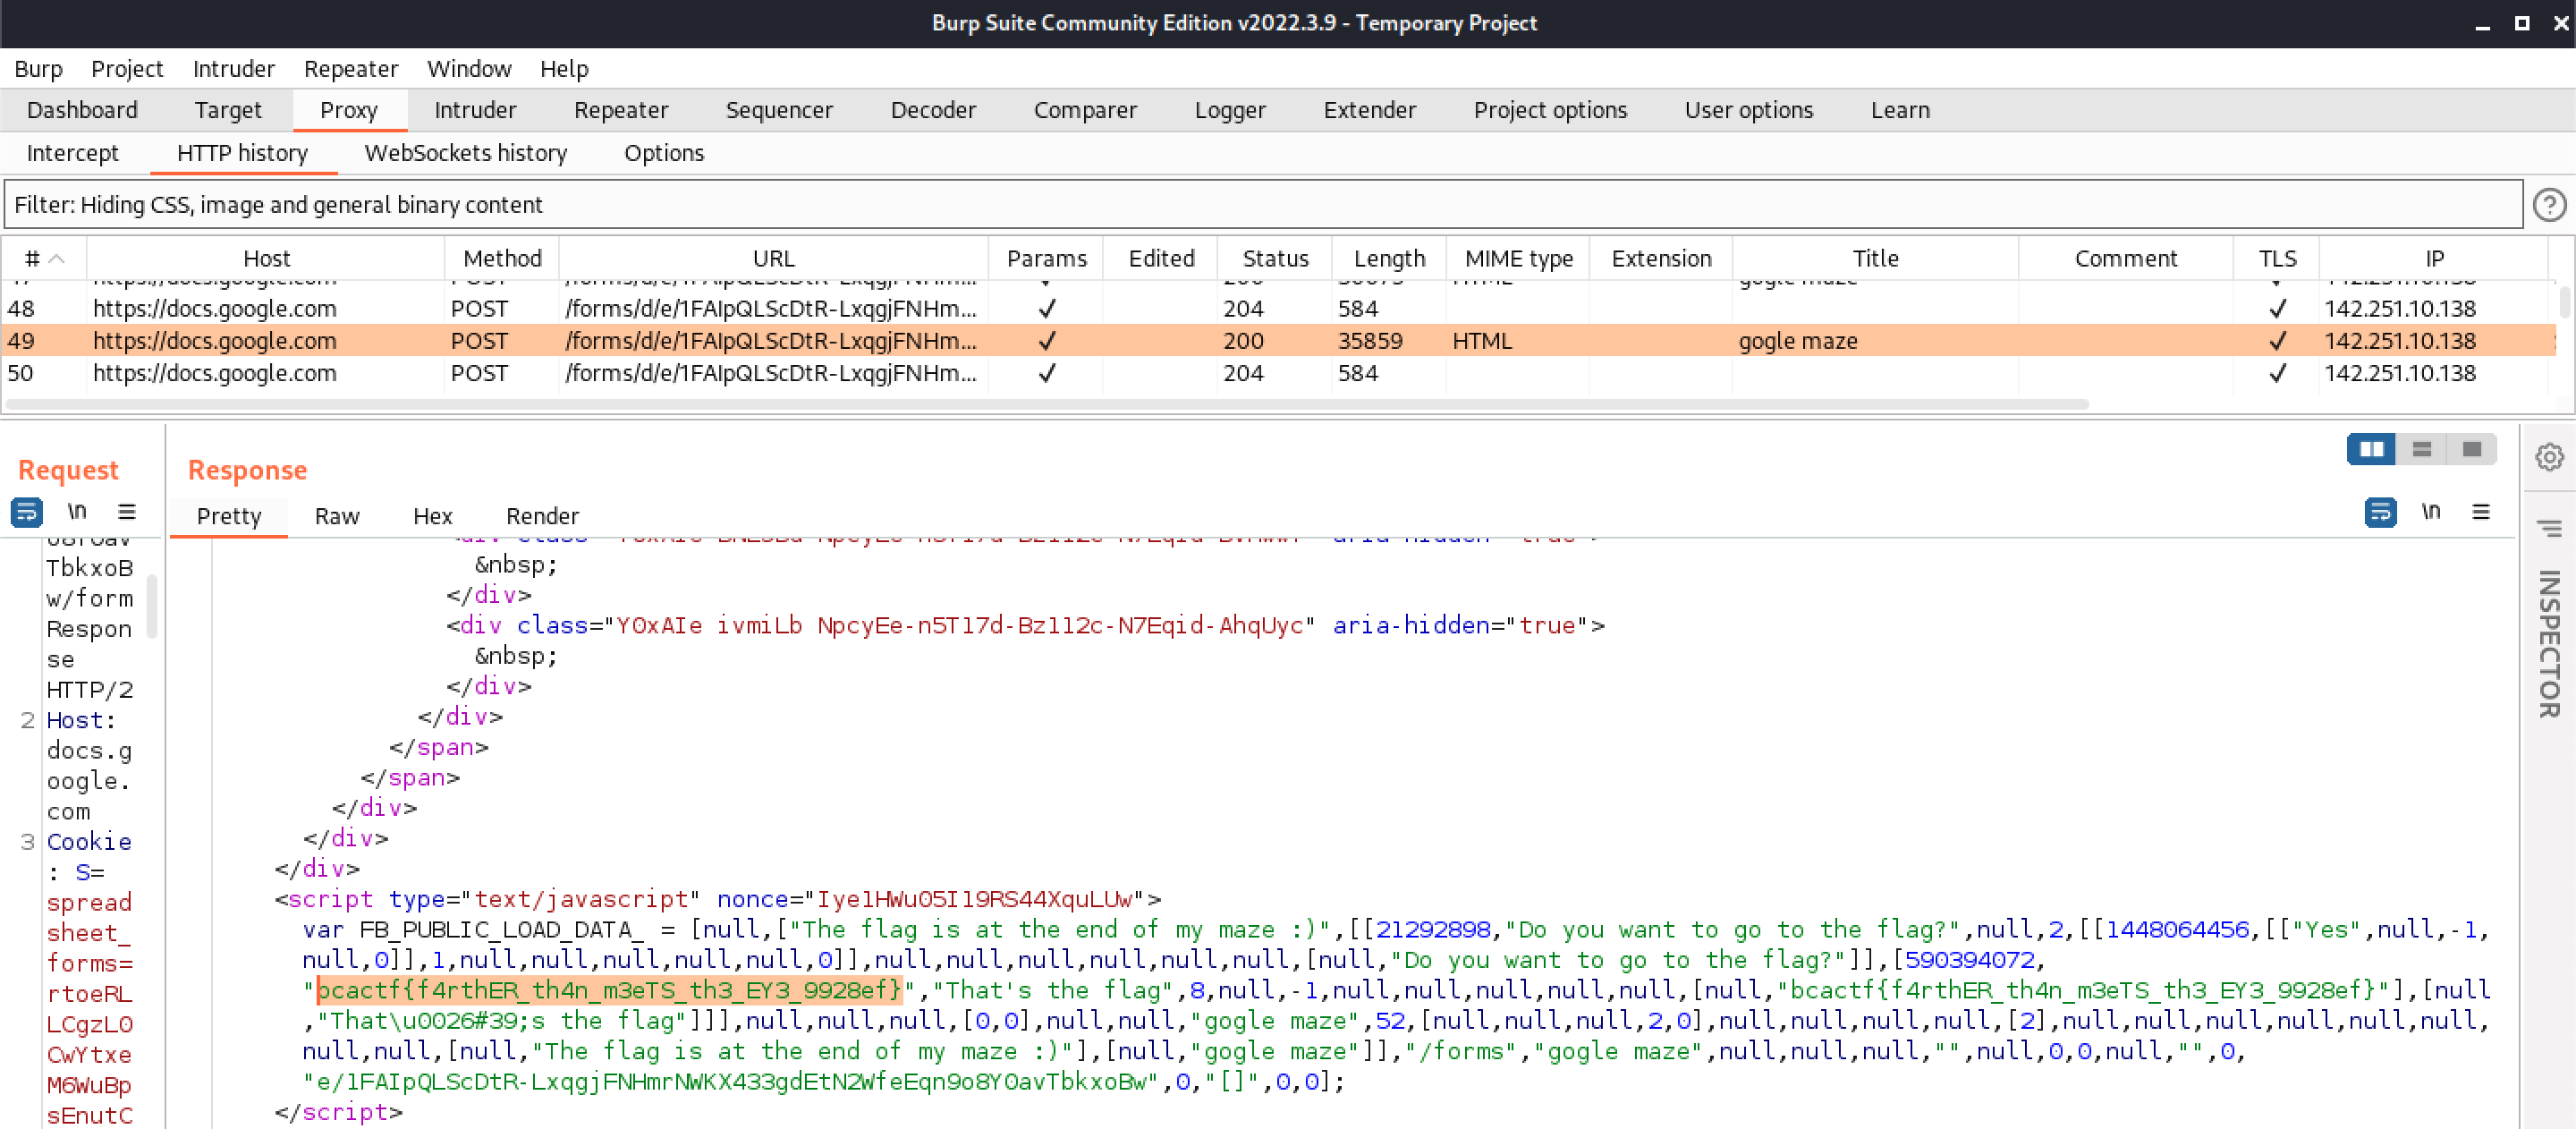 Burp Suite Community Edition v2022.3.9 - Temporary Project
Burp Project Intruder Repeater Window Help
Dashboard Target Proxy Intruder Repeater Sequencer Decoder Comparer Logger Extender Project options User options Learn
Intercept HTTP history WebSockets history Options
Filter: Hiding CSS, image and general binary content
# Host Method URL Params Edited Status Length MIME type Extension Title Comment TLS IP
48 https://docs.google.com POST /forms/d/e/1FAIpQLScDtR-LxqgjFNHm... ✓ 204 584 ✓ 142.251.10.138
49 https://docs.google.com POST /forms/d/e/1FAIpQLScDtR-LxqgjFNHm... ✓ 200 35859 HTML gogle maze ✓ 142.251.10.138
50 https://docs.google.com POST /forms/d/e/1FAIpQLScDtR-LxqgjFNHm... ✓ 204 584 ✓ 142.251.10.138
Request
\n
TbkxoB
w/form
Respon
se
HTTP/2
2 Host:
docs.g
oogle.
com
3 Cookie
: S=
spread
sheet_
forms=
rtoeRL
LCgzL0
CwYtxe
M6WuBp
sEnutC
Response
Pretty Raw Hex Render
\n
&nbsp;
</div>
<div class="Y0xAIe ivmiLb NpcyEe-n5T17d-Bz112c-N7Eqid-AhqUyc" aria-hidden="true">
&nbsp;
</div>
</div>
</span>
</span>
</div>
</div>
</div>
<script type="text/javascript" nonce="Iye1HWu05I19RS44XquLUw">
var FB_PUBLIC_LOAD_DATA_ = [null,["The flag is at the end of my maze :)",[[21292898,"Do you want to go to the flag?",null,2,[[1448064456,[["Yes",null,-1,
null,0]],1,null,null,null,null,null,0]],null,null,null,null,null,null,[null,"Do you want to go to the flag?"]],[590394072,
"bcactf{f4rthER_th4n_m3eTS_th3_EY3_9928ef}","That's the flag",8,null,-1,null,null,null,null,null,null,[null,"bcactf{f4rthER_th4n_m3eTS_th3_EY3_9928ef}"],[null
,"That\u0026#39;s the flag"]]],null,null,null,[0,0],null,null,"gogle maze",52,[null,null,null,2,0],null,null,null,null,[2],null,null,null,null,null,null,
null,null,[null,"The flag is at the end of my maze :)"],[null,"gogle maze"]],"/forms","gogle maze",null,null,null,"",null,0,0,null,"",0,
"e/1FAIpQLScDtR-LxqgjFNHmrNWKX433gdEtN2WfeEqn9o8Y0avTbkxoBw",0,"[]",0,0];
</script>
INSPECTOR